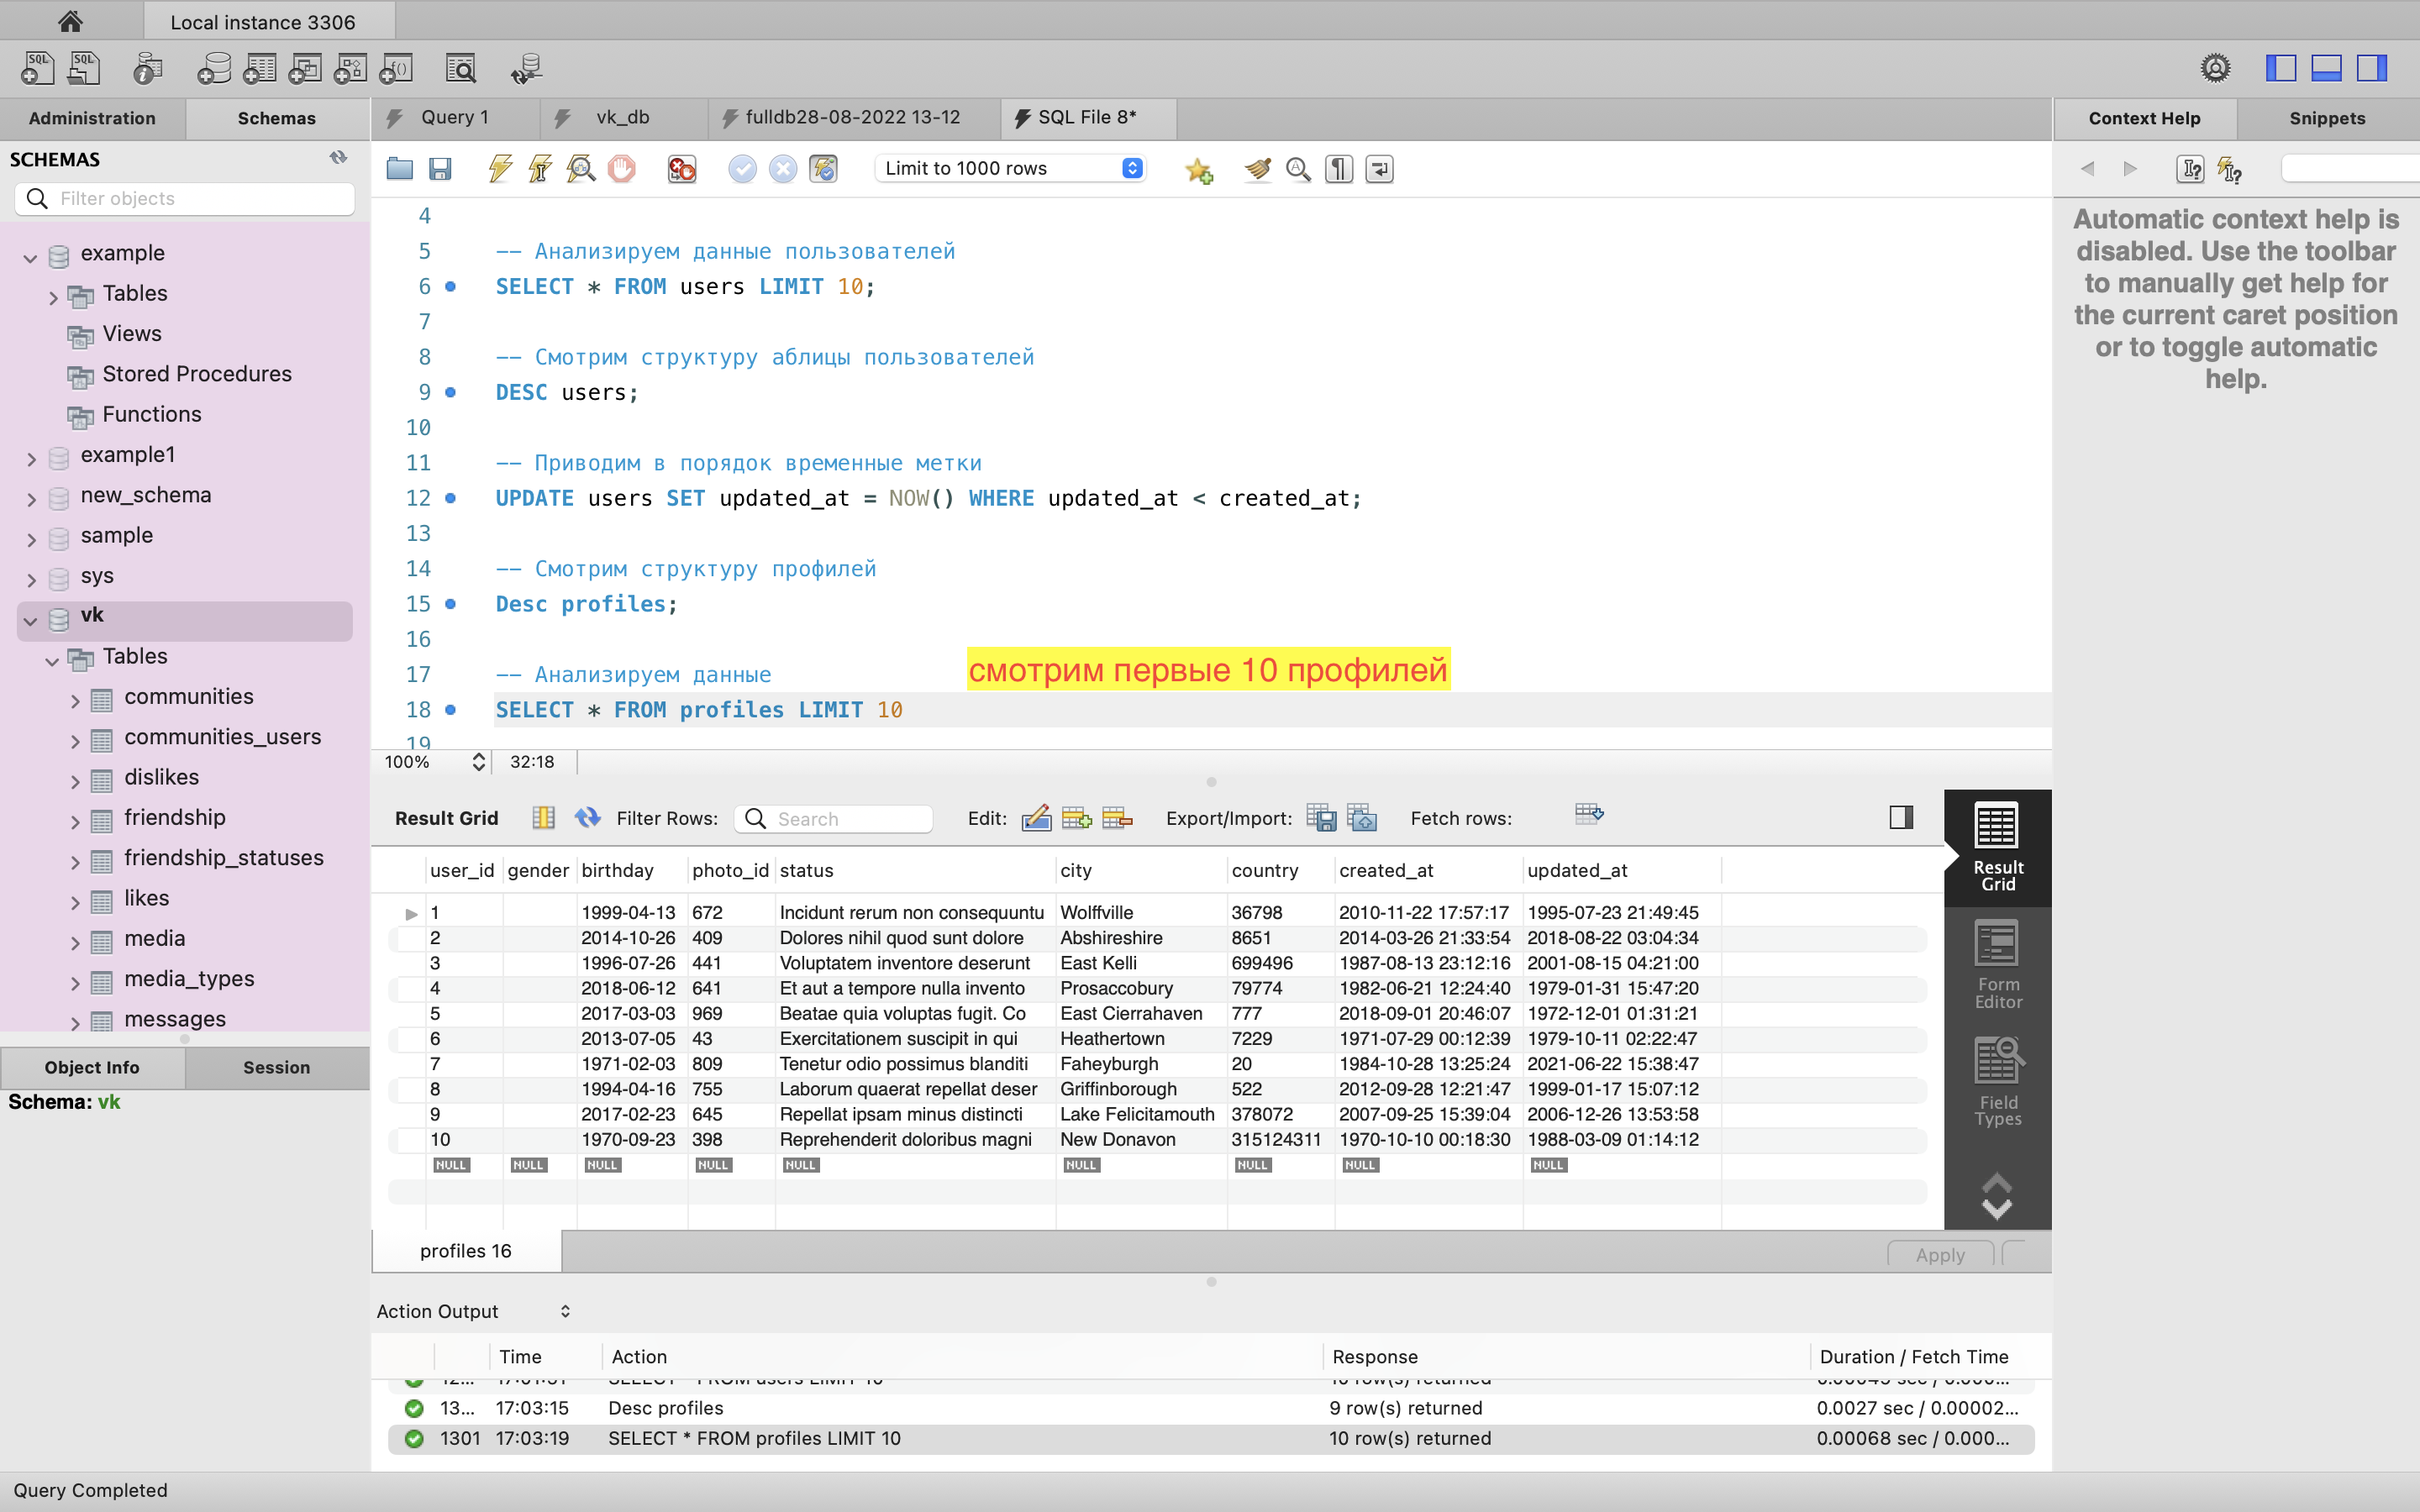 Local instance 3306
Administration
Schemas
Query 1
vk_db
fulldb28-08-2022 13-12
SQL File 8*
Context Help
Snippets
SCHEMAS
Filter objects
Limit to 1000 rows
example
Tables
Views
Stored Procedures
Functions
example1
new_schema
sample
sys
vk
Tables
communities
communities_users
dislikes
friendship
friendship_statuses
likes
media
media_types
messages
Object Info
Session
Schema: vk
4
5 -- Анализируем данные пользователей
6 SELECT * FROM users LIMIT 10;
7
8 -- Смотрим структуру аблицы пользователей
9 DESC users;
10
11 -- Приводим в порядок временные метки
12 UPDATE users SET updated_at = NOW() WHERE updated_at < created_at;
13
14 -- Смотрим структуру профилей
15 Desc profiles;
16
смотрим первые 10 профилей
17 -- Анализируем данные
18 SELECT * FROM profiles LIMIT 10
19
100% 32:18
Automatic context help is
disabled. Use the toolbar
to manually get help for
the current caret position
or to toggle automatic
help.
Result Grid Filter Rows: Search Edit: Export/Import: Fetch rows:
user_id gender birthday photo_id status city country created_at updated_at
1 1999-04-13 672 Incidunt rerum non consequuntu Wolffville 36798 2010-11-22 17:57:17 1995-07-23 21:49:45
2 2014-10-26 409 Dolores nihil quod sunt dolore Abshireshire 8651 2014-03-26 21:33:54 2018-08-22 03:04:34
3 1996-07-26 441 Voluptatem inventore deserunt East Kelli 699496 1987-08-13 23:12:16 2001-08-15 04:21:00
4 2018-06-12 641 Et aut a tempore nulla invento Prosaccobury 79774 1982-06-21 12:24:40 1979-01-31 15:47:20
5 2017-03-03 969 Beatae quia voluptas fugit. Co East Cierrahaven 777 2018-09-01 20:46:07 1972-12-01 01:31:21
6 2013-07-05 43 Exercitationem suscipit in qui Heathertown 7229 1971-07-29 00:12:39 1979-10-11 02:22:47
7 1971-02-03 809 Tenetur odio possimus blanditi Faheyburgh 20 1984-10-28 13:25:24 2021-06-22 15:38:47
8 1994-04-16 755 Laborum quaerat repellat deser Griffinborough 522 2012-09-28 12:21:47 1999-01-17 15:07:12
9 2017-02-23 645 Repellat ipsam minus distincti Lake Felicitamouth 378072 2007-09-25 15:39:04 2006-12-26 13:53:58
10 1970-09-23 398 Reprehenderit doloribus magni New Donavon 315124311 1970-10-10 00:18:30 1988-03-09 01:14:12
NULL NULL NULL NULL NULL NULL NULL NULL NULL
Result
Grid
Form
Editor
Field
Types
profiles 16
Apply
Action Output
Time Action Response Duration / Fetch Time
13... 17:03:15 Desc profiles 9 row(s) returned 0.0027 sec / 0.00002...
1301 17:03:19 SELECT * FROM profiles LIMIT 10 10 row(s) returned 0.00068 sec / 0.000...
Query Completed